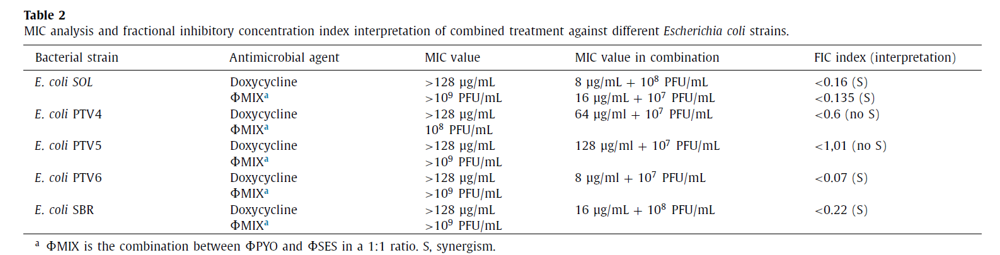 Table 2
MIC analysis and fractional inhibitory concentration index interpretation of combined treatment against different Escherichia coli strains.
Bacterial strain Antimicrobial agent MIC value MIC value in combination FIC index (interpretation)
E. coli SOL Doxycycline >128 μg/mL 8 μg/mL + 10⁸ PFU/mL <0.16 (S)
ΦMIXᵃ >10⁹ PFU/mL 16 μg/mL + 10⁷ PFU/mL <0.135 (S)
E. coli PTV4 Doxycycline >128 μg/mL 64 μg/ml + 10⁷ PFU/mL <0.6 (no S)
ΦMIXᵃ 10⁸ PFU/mL
E. coli PTV5 Doxycycline >128 μg/mL 128 μg/ml + 10⁷ PFU/mL <1,01 (no S)
ΦMIXᵃ >10⁹ PFU/mL
E. coli PTV6 Doxycycline >128 μg/mL 8 μg/ml + 10⁷ PFU/mL <0.07 (S)
ΦMIXᵃ >10⁹ PFU/mL
E. coli SBR Doxycycline >128 μg/mL 16 μg/mL + 10⁸ PFU/mL <0.22 (S)
ΦMIXᵃ >10⁹ PFU/mL
ᵃ ΦMIX is the combination between ΦPYO and ΦSES in a 1:1 ratio. S, synergism.